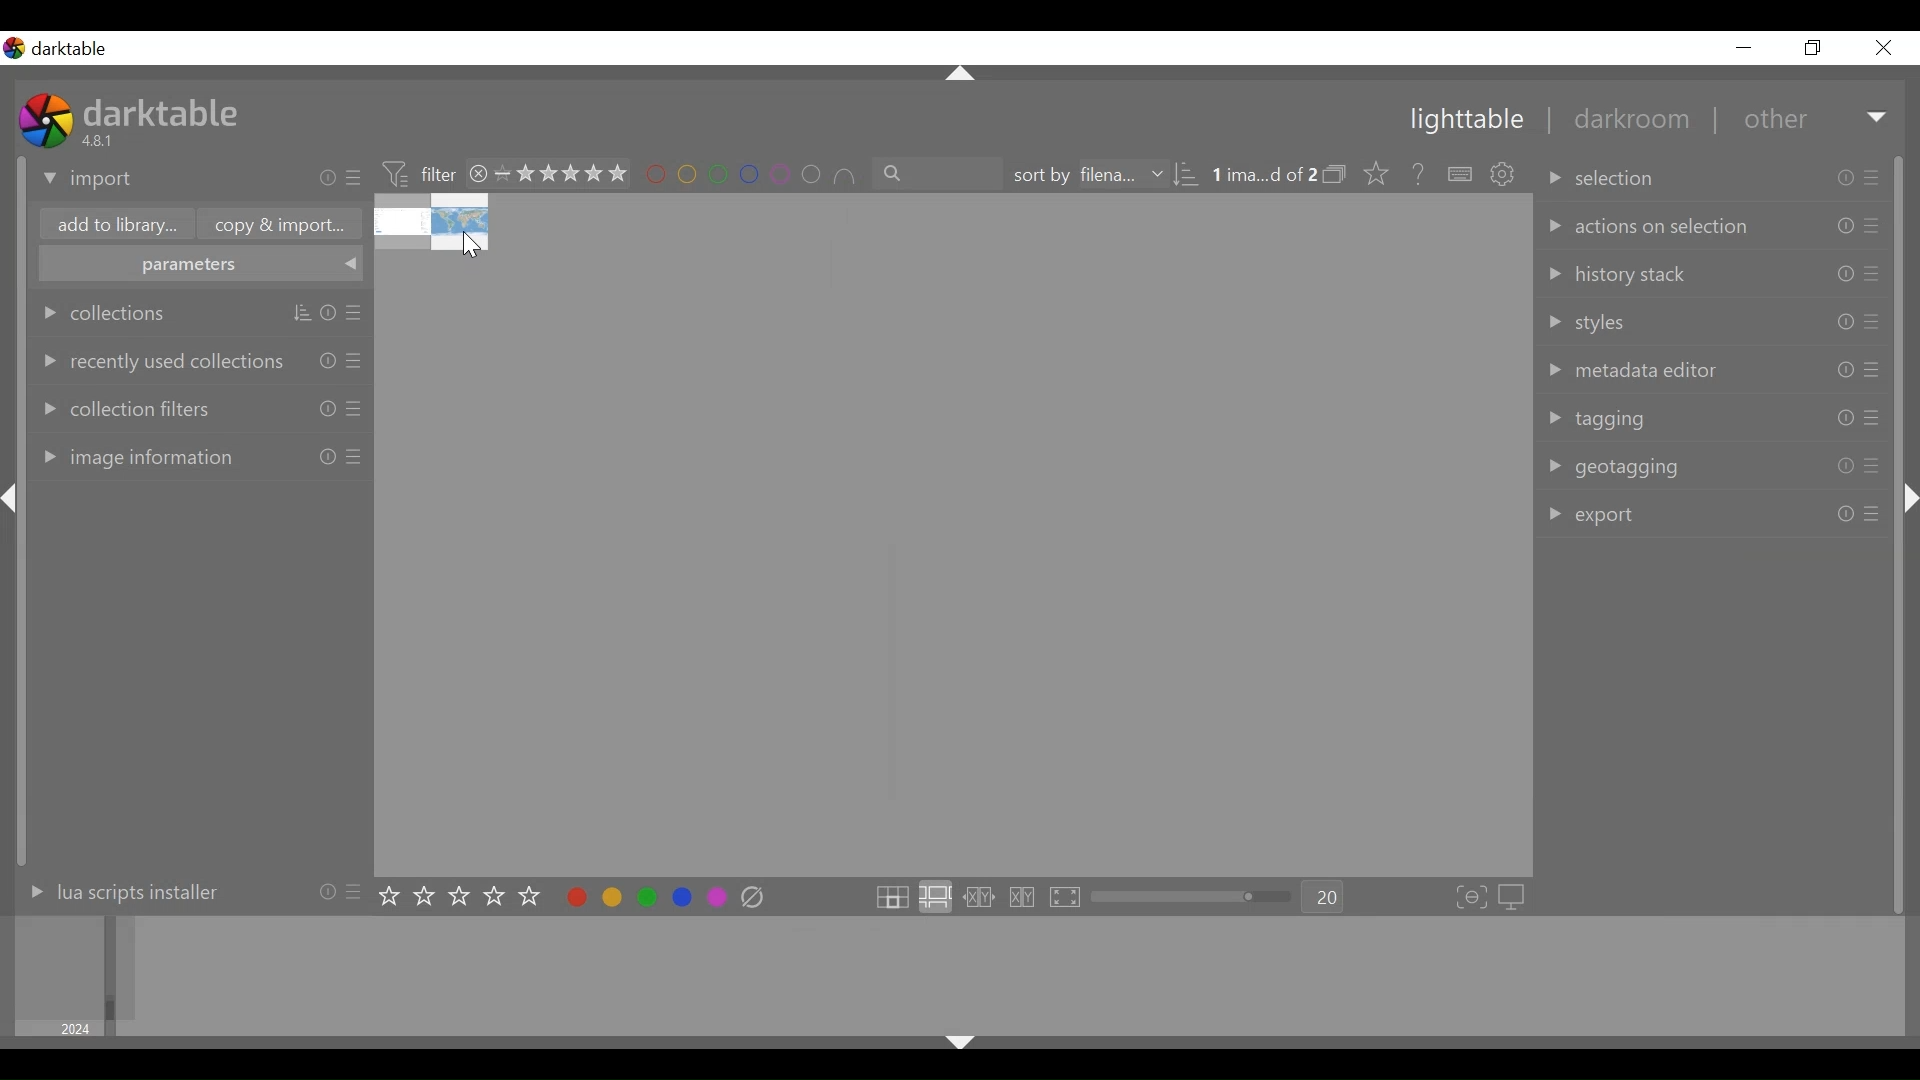 darktable
darktable
4.8.1
lighttable | darkroom | other
import
filter
sort by filena...
1 ima...d of 2
add to library...
copy & import...
parameters
collections
recently used collections
collection filters
image information
selection
actions on selection
history stack
styles
metadata editor
tagging
geotagging
export
lua scripts installer
20
2024